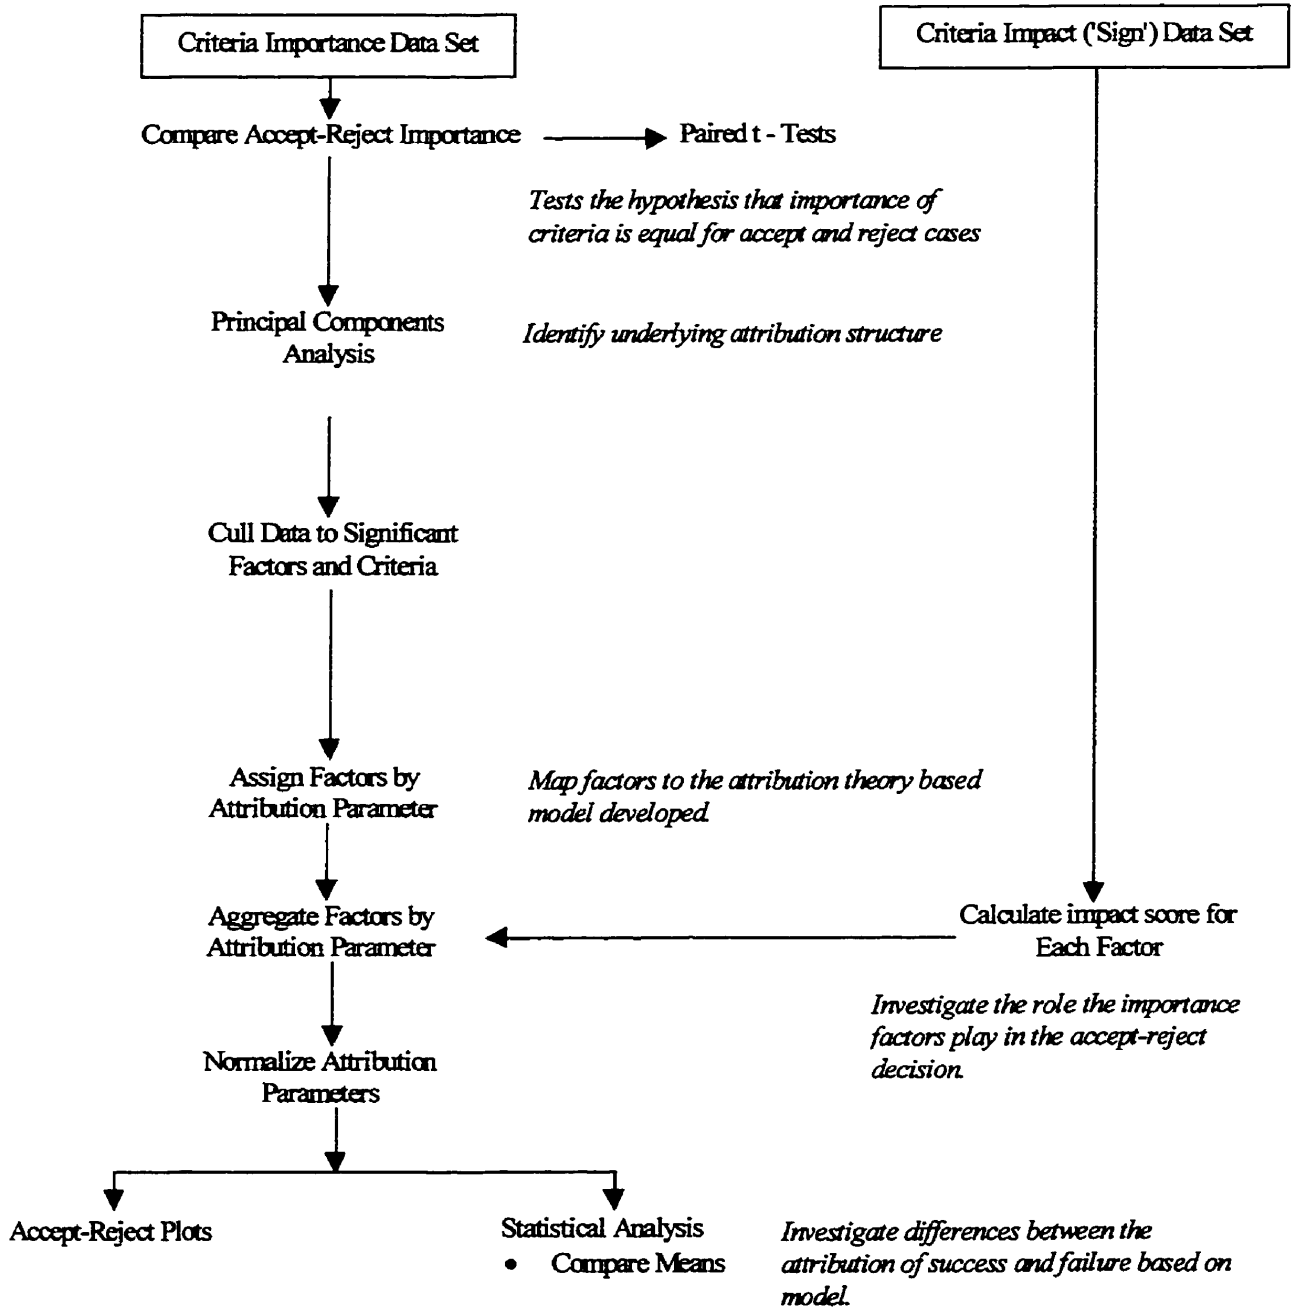 Criteria Importance Data Set
Criteria Impact ('Sign') Data Set
Compare Accept-Reject Importance
Paired t - Tests
Tests the hypothesis that importance of
criteria is equal for accept and reject cases
Principal Components
Analysis
Identify underlying attribution structure
Cull Data to Significant
Factors and Criteria
Assign Factors by
Attribution Parameter
Map factors to the attribution theory based
model developed.
Aggregate Factors by
Attribution Parameter
Calculate impact score for
Each Factor
Investigate the role the importance
factors play in the accept-reject
decision.
Normalize Attribution
Parameters
Accept-Reject Plots
Statistical Analysis
• Compare Means
Investigate differences between the
attribution of success and failure based on
model.